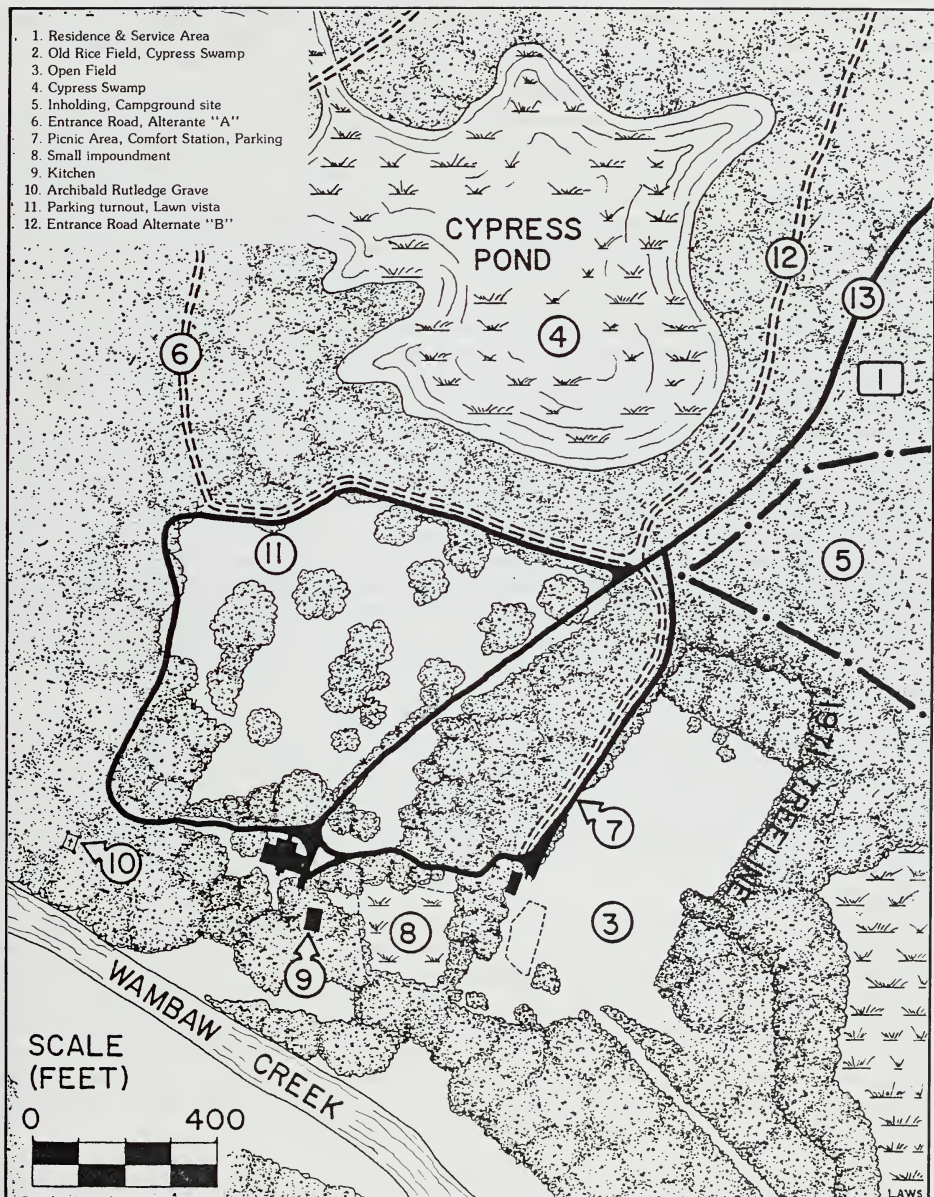 1. Residence & Service Area
2. Old Rice Field, Cypress Swamp
3. Open Field
4. Cypress Swamp
5. Inholding, Campground site
6. Entrance Road, Alterante "A"
7. Picnic Area, Comfort Station, Parking
8. Small impoundment
9. Kitchen
10. Archibald Rutledge Grave
11. Parking turnout, Lawn vista
12. Entrance Road Alternate "B"
CYPRESS
POND
12
13
4
6
1
11
5
1971 TREELINE
7
10
3
8
9
WAMBAW CREEK
SCALE
(FEET)
0 400
LAWS